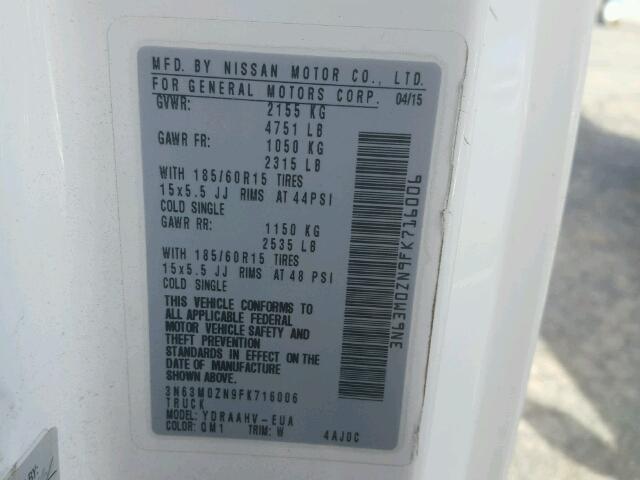 MFD. BY NISSAN MOTOR CO., LTD.
FOR GENERAL MOTORS CORP. 04/15
GVWR: 2155 KG
4751 LB
GAWR FR: 1050 KG
2315 LB
WITH 185/60R15 TIRES
15x5.5 JJ RIMS AT 44PSI
COLD SINGLE
GAWR RR: 1150 KG
2535 LB
WITH 185/60R15 TIRES
15x5.5 JJ RIMS AT 48 PSI
COLD SINGLE
THIS VEHICLE CONFORMS TO
ALL APPLICABLE FEDERAL
MOTOR VEHICLE SAFETY AND
THEFT PREVENTION
STANDARDS IN EFFECT ON THE
DATE OF MANUFACTURE
SHOWN ABOVE.
3N63M0ZN9FK716006
TRUCK
MODEL: YDRAAHV-EUA
COLOR: QM1 TRIM: W 4AJ0C
3N63M0ZN9FK716006
BY: